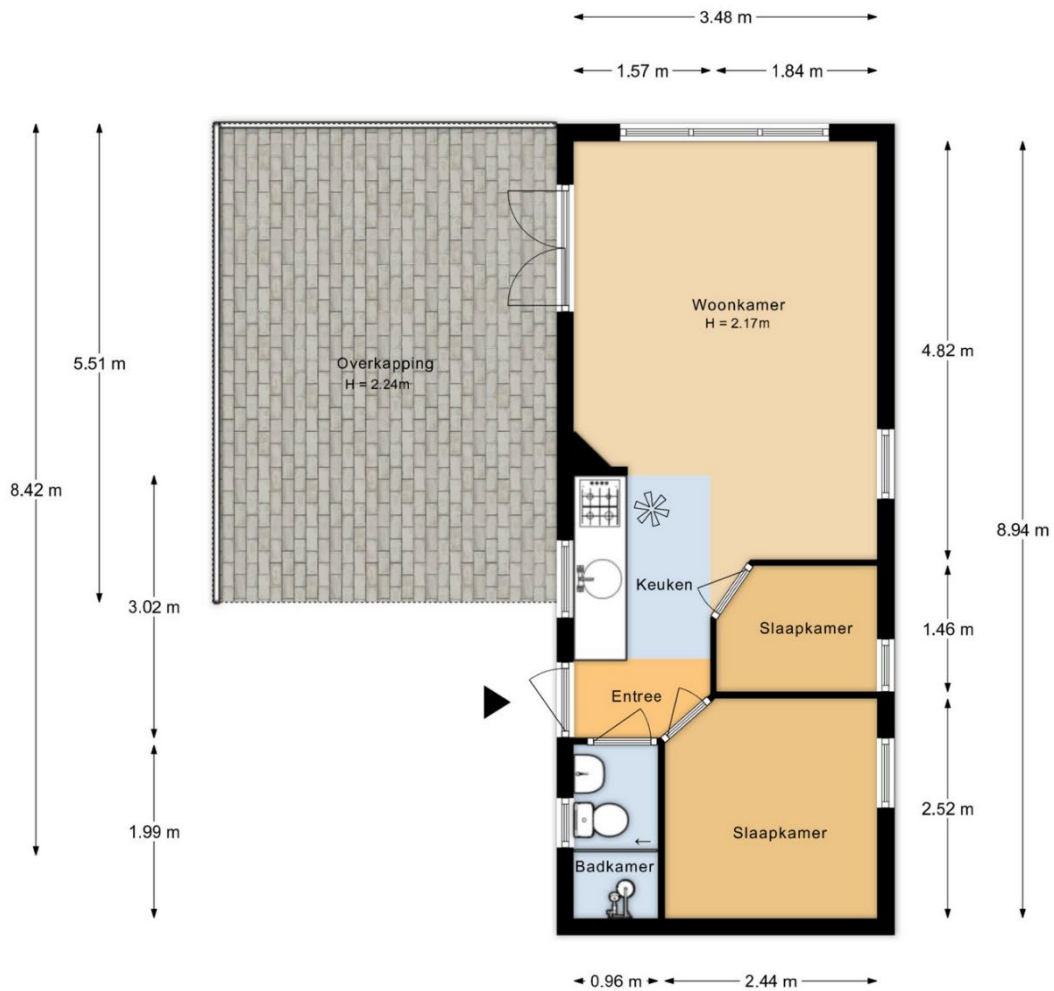 3.48 m
1.57 m
1.84 m
Woonkamer
H = 2.17m
Overkapping
H = 2.24m
5.51 m
4.82 m
8.42 m
8.94 m
Keuken
3.02 m
Slaapkamer
1.46 m
Entree
2.52 m
1.99 m
Slaapkamer
Badkamer
0.96 m
2.44 m